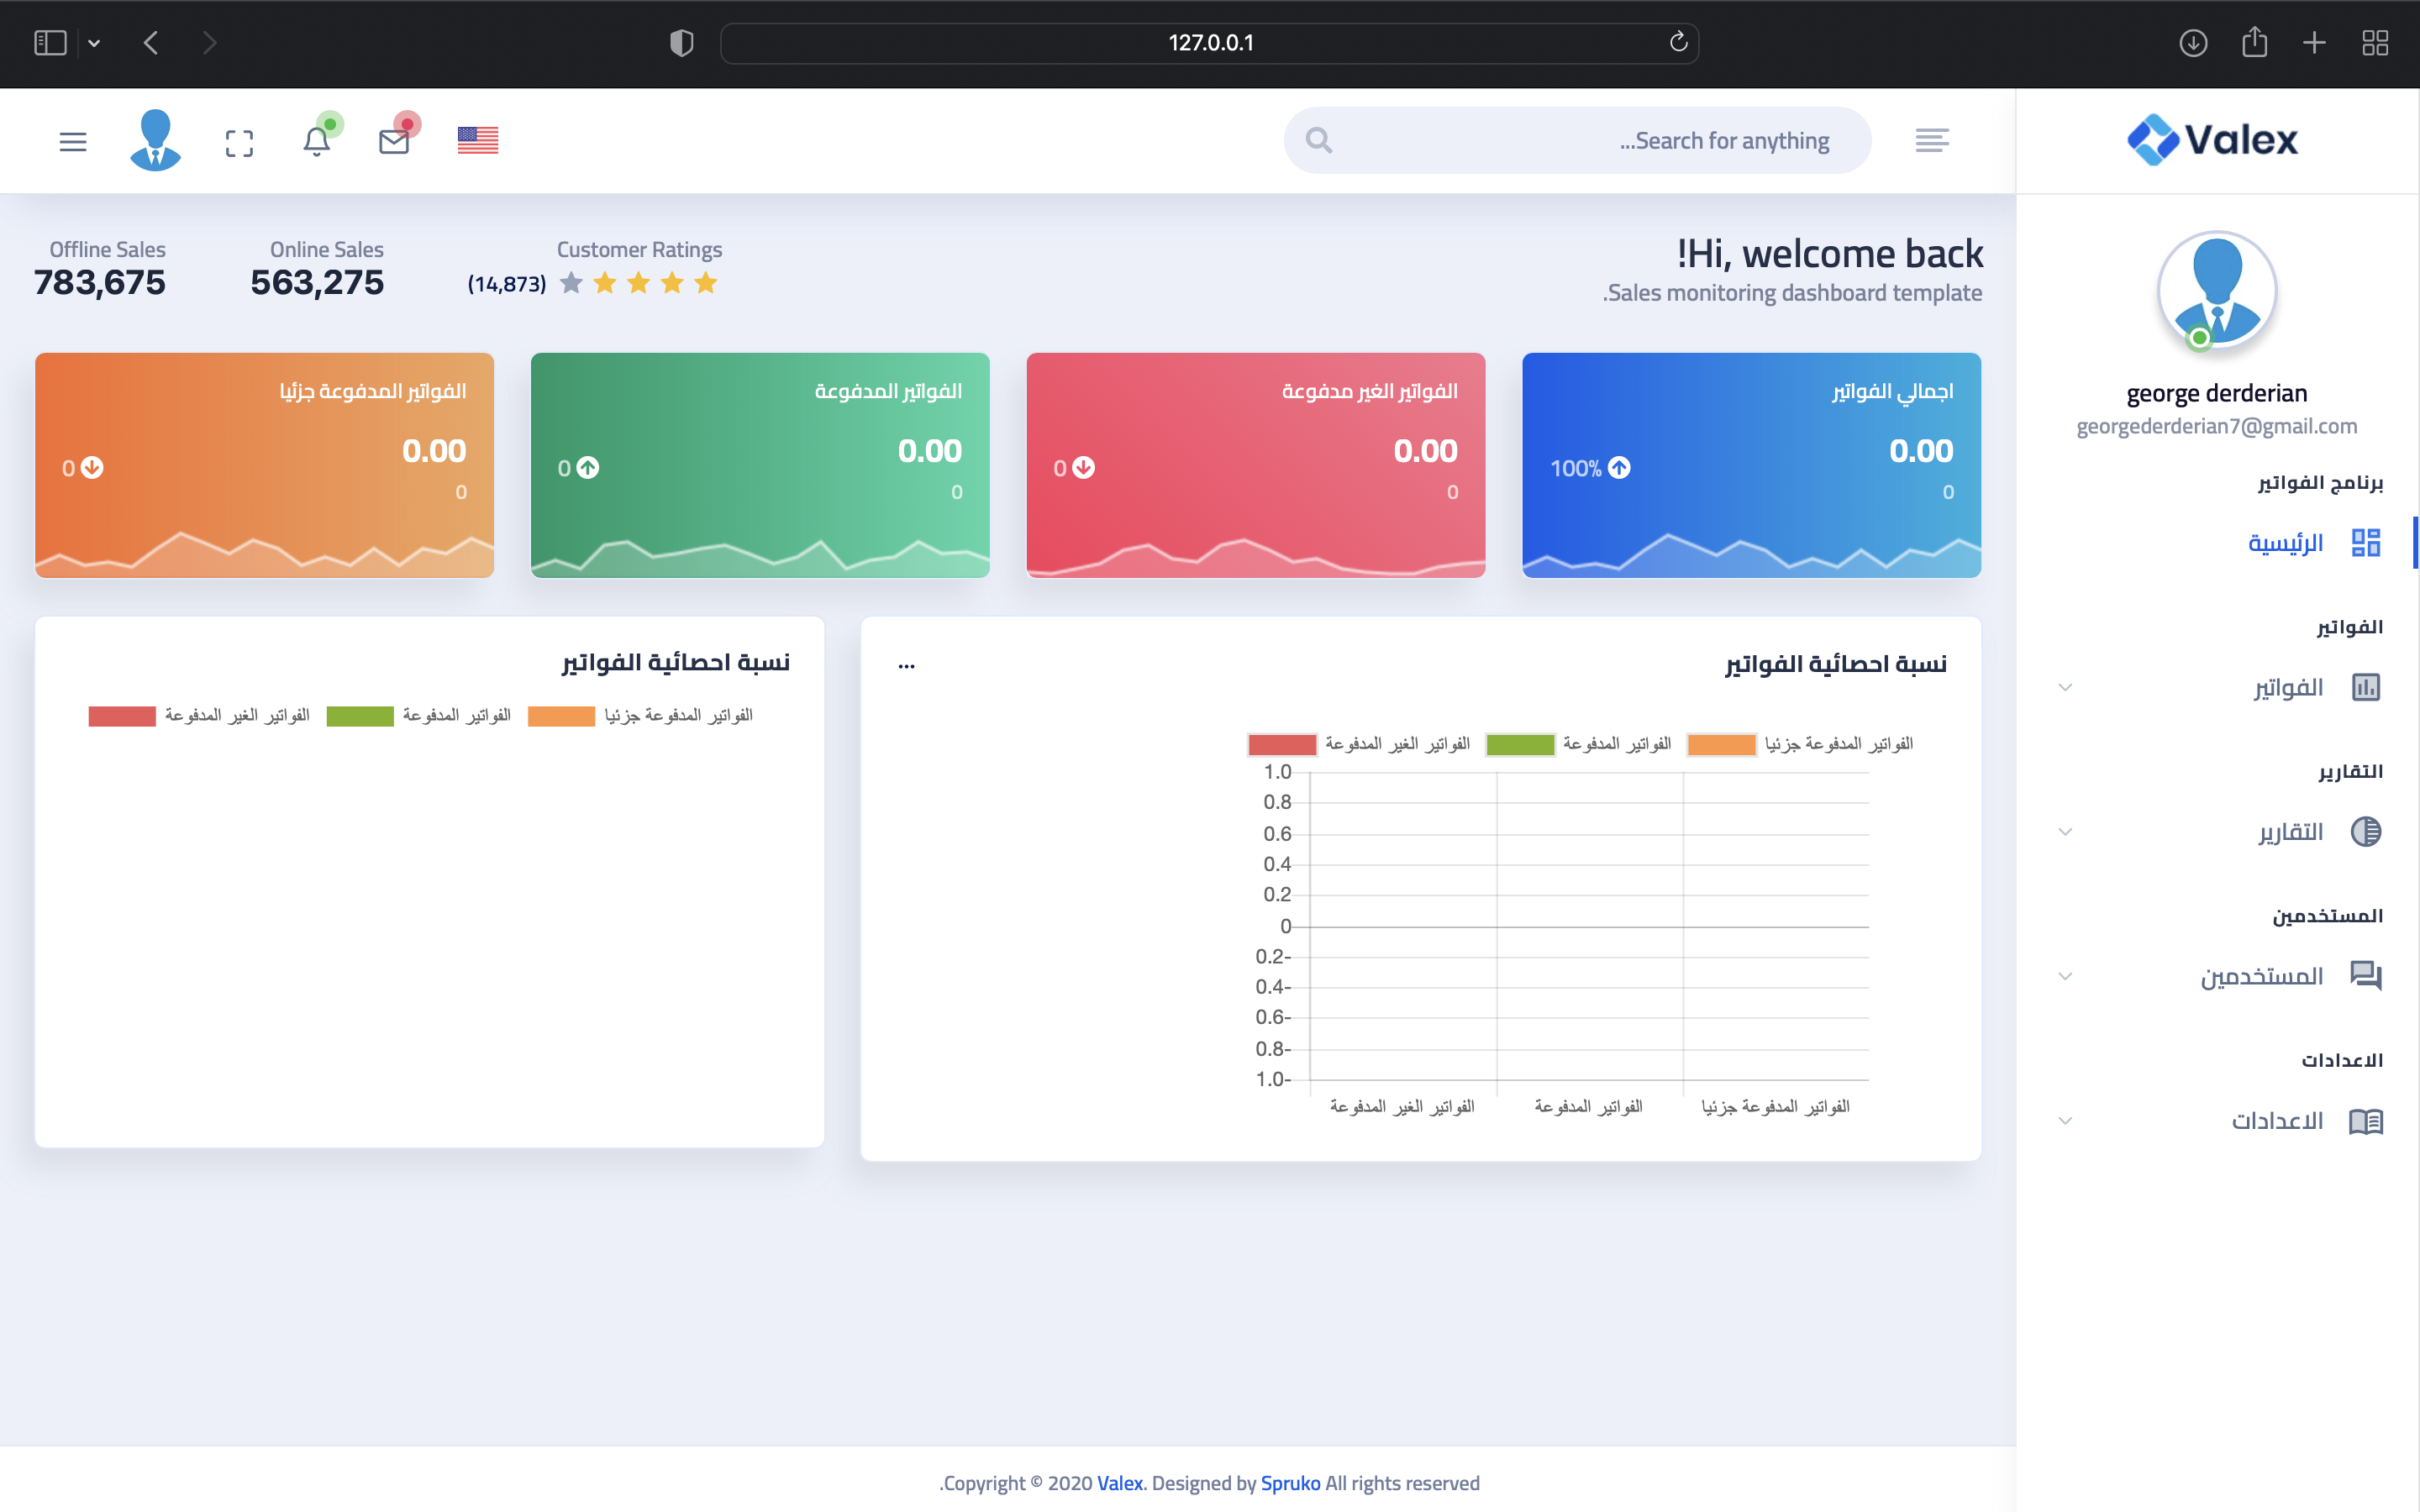 127.0.0.1
Search for anything...
Valex
Hi, welcome back!
Sales monitoring dashboard template.
Customer Ratings
(14,873)
Online Sales
563,275
Offline Sales
783,675
george derderian
georgederderian7@gmail.com
برنامج الفواتير
الرئيسية
الفواتير
الفواتير
التقارير
التقارير
المستخدمين
المستخدمين
الاعدادات
الاعدادات
اجمالي الفواتير
0.00
0
100%
الفواتير الغير مدفوعة
0.00
0
0
الفواتير المدفوعة
0.00
0
0
الفواتير المدفوعة جزئيا
0.00
0
0
نسبة احصائية الفواتير
...
الفواتير الغير المدفوعة
الفواتير المدفوعة
الفواتير المدفوعة جزئيا
1.0
0.8
0.6
0.4
0.2
0
0.2-
0.4-
0.6-
0.8-
1.0-
الفواتير الغير المدفوعة
الفواتير المدفوعة
الفواتير المدفوعة جزئيا
نسبة احصائية الفواتير
الفواتير الغير المدفوعة
الفواتير المدفوعة
الفواتير المدفوعة جزئيا
Copyright © 2020 Valex. Designed by Spruko All rights reserved.